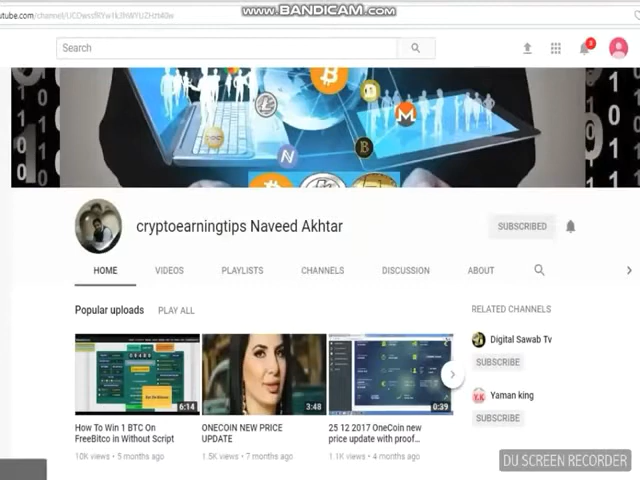 www.BANDICAM.com
Search
3
cryptoearningtips Naveed Akhtar
SUBSCRIBED
HOME VIDEOS PLAYLISTS CHANNELS DISCUSSION ABOUT
Popular uploads PLAY ALL
RELATED CHANNELS
Digital Sawab Tv
SUBSCRIBE
Yaman king
SUBSCRIBE
6:14
3:48
0:39
How To Win 1 BTC On
FreeBitco in Without Script
10K views • 5 months ago
ONECOIN NEW PRICE
UPDATE
1.5K views • 7 months ago
25 12 2017 OneCoin new
price update with proof...
1.1K views • 4 months ago
DU SCREEN RECORDER